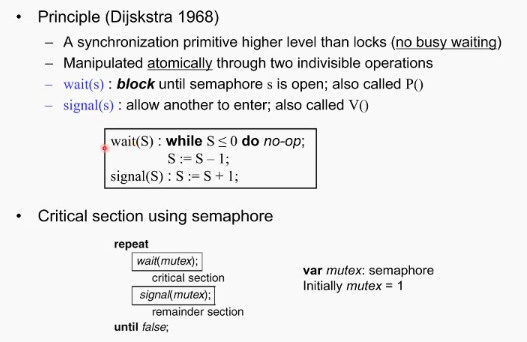 • Principle (Dijskstra 1968)
– A synchronization primitive higher level than locks (no busy waiting)
– Manipulated atomically through two indivisible operations
– wait(s) : block until semaphore s is open; also called P()
– signal(s) : allow another to enter; also called V()
wait(S) : while S ≤ 0 do no-op;
S := S – 1;
signal(S) : S := S + 1;
• Critical section using semaphore
repeat
wait(mutex);
critical section
signal(mutex);
remainder section
until false;
var mutex: semaphore
Initially mutex = 1